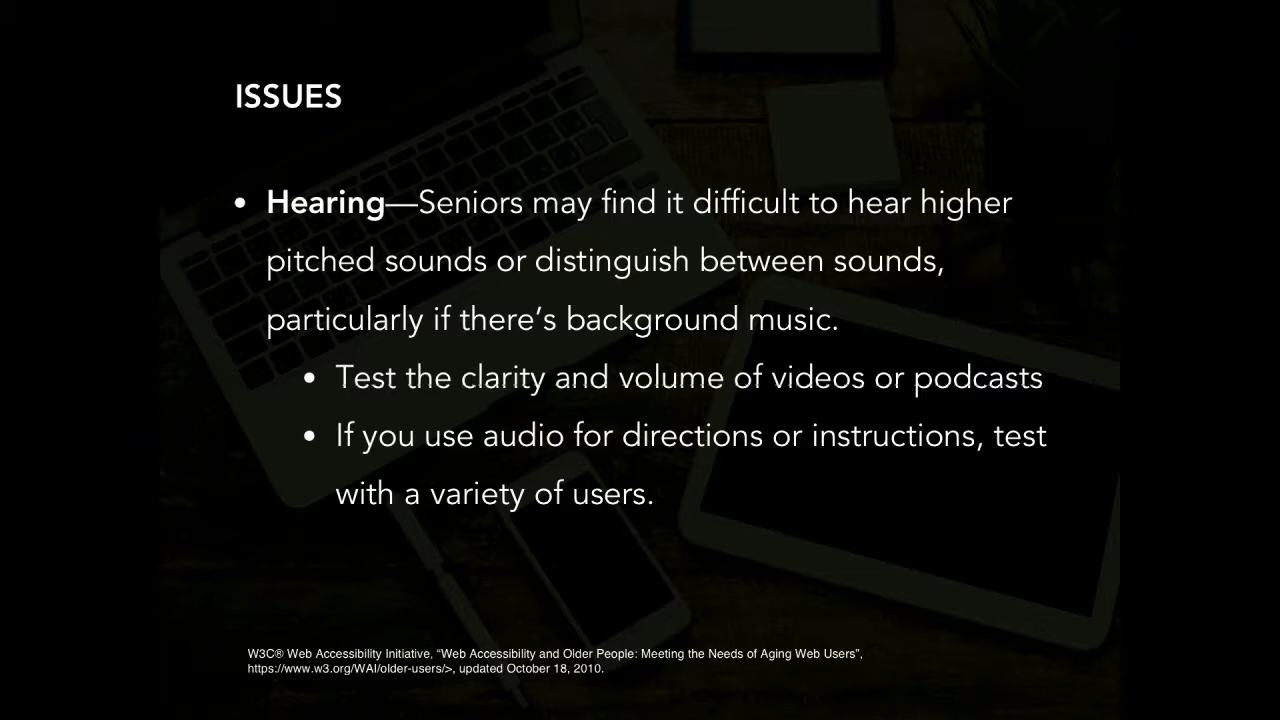 ISSUES
• Hearing—Seniors may find it difficult to hear higher
pitched sounds or distinguish between sounds,
particularly if there’s background music.
• Test the clarity and volume of videos or podcasts
• If you use audio for directions or instructions, test
with a variety of users.
W3C® Web Accessibility Initiative, “Web Accessibility and Older People: Meeting the Needs of Aging Web Users”,
https://www.w3.org/WAI/older-users/>, updated October 18, 2010.